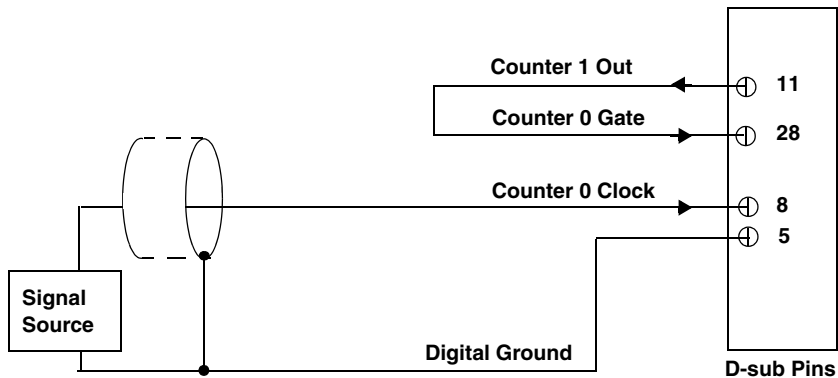 Counter 1 Out
11
Counter 0 Gate
28
Counter 0 Clock
8
5
Signal
Source
Digital Ground
D-sub Pins